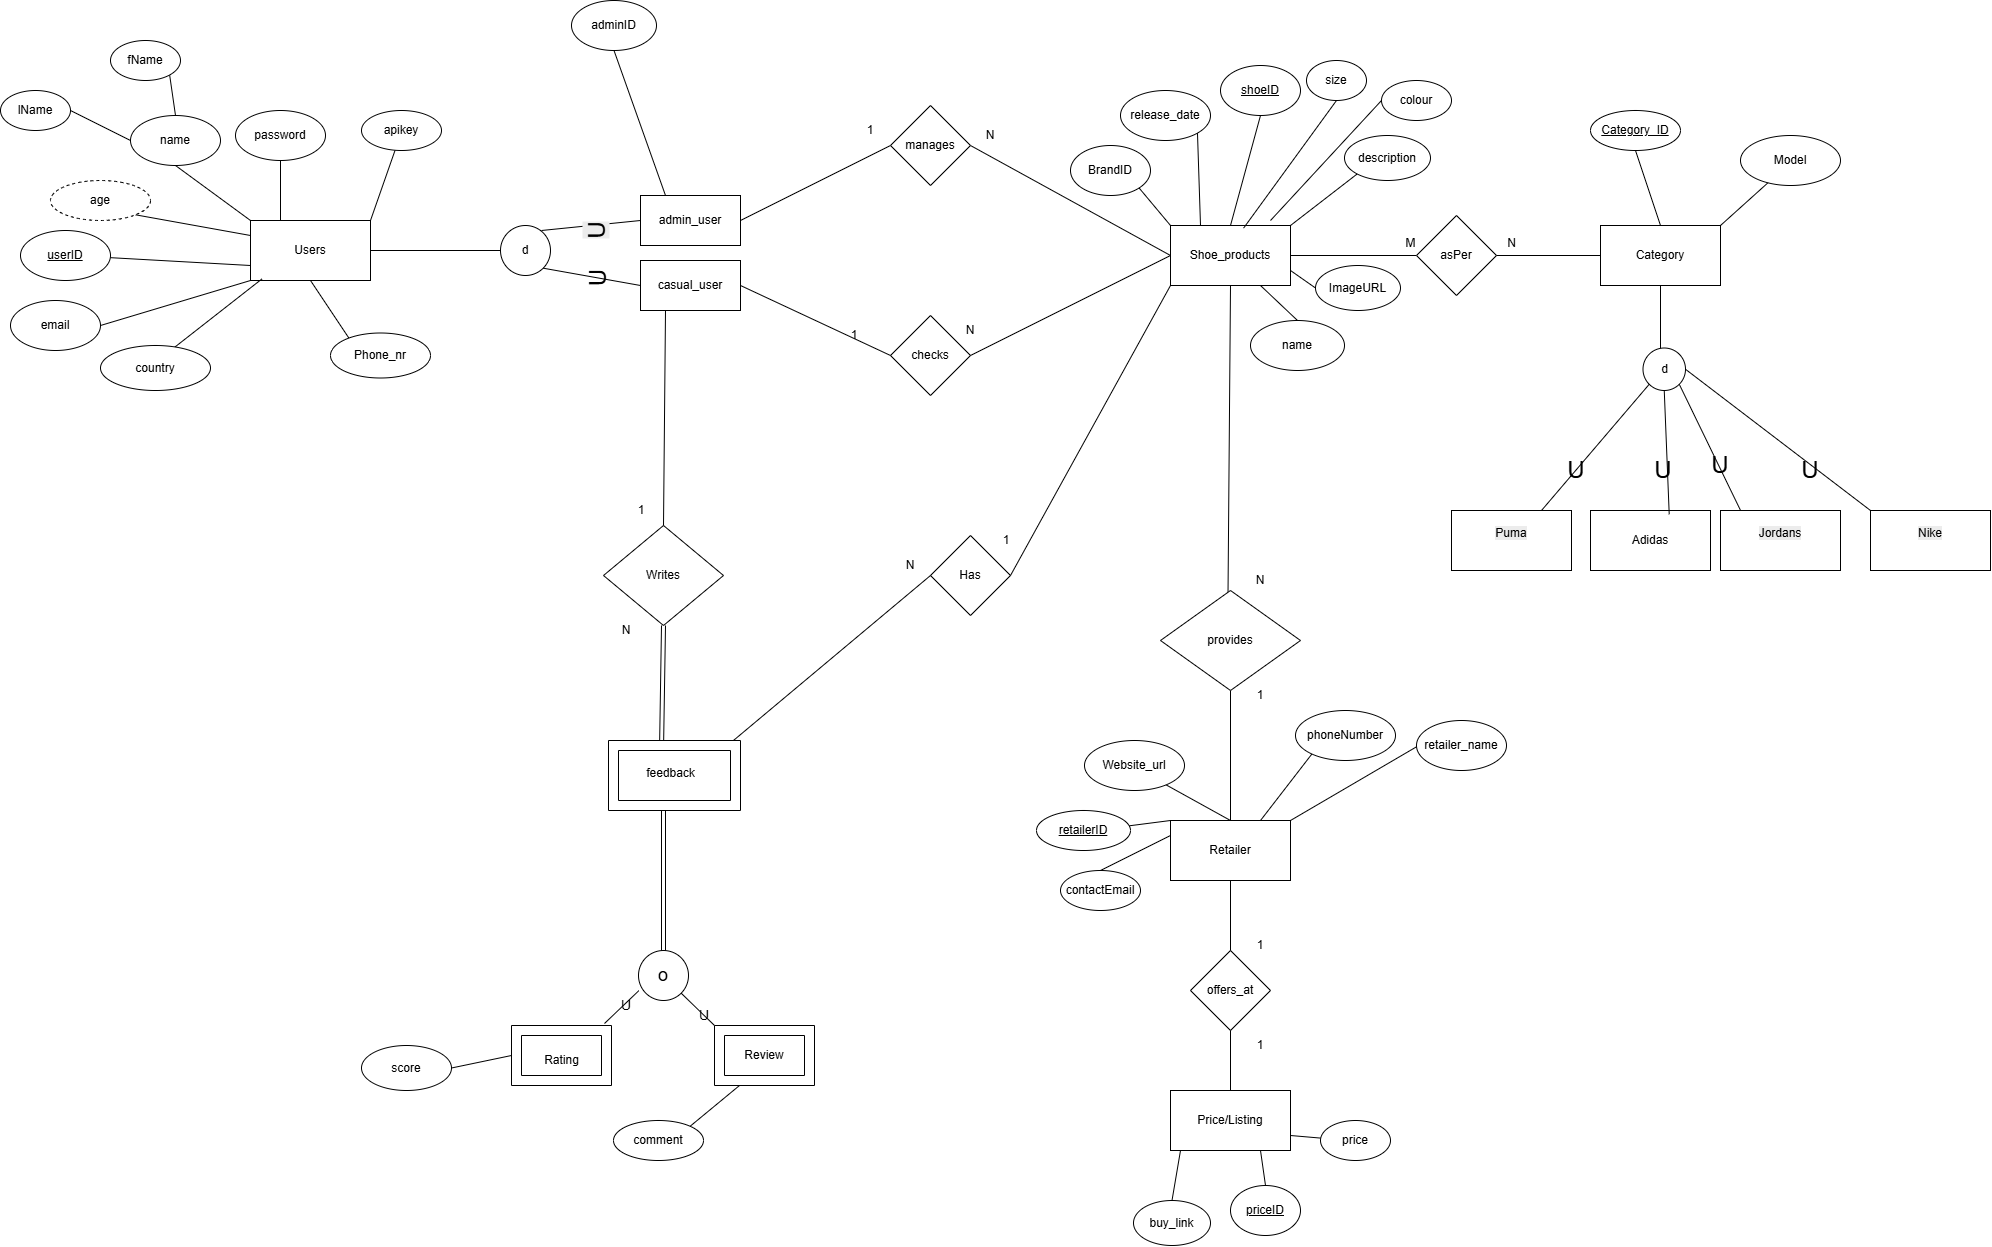 adminID
fName
lName
name
password
apikey
age
userID
email
country
Phone_nr
Users
d
U
U
admin_user
casual_user
1
manages
N
1
checks
N
BrandID
release_date
shoeID
size
colour
description
Shoe_products
ImageURL
name
M
asPer
N
Category_ID
Model
Category
d
U
U
U
U
Puma
Adidas
Jordans
Nike
1
Writes
N
N
Has
1
N
provides
1
feedback
O
U
U
Rating
Review
score
comment
Website_url
phoneNumber
retailer_name
retailerID
Retailer
contactEmail
1
offers_at
1
Price/Listing
price
buy_link
priceID